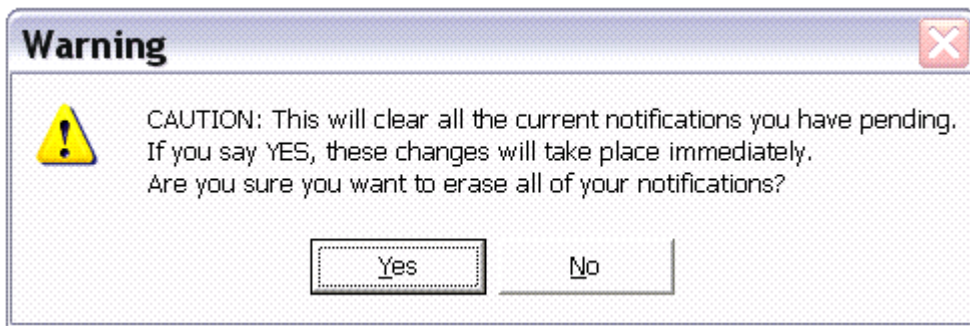 Warning
CAUTION: This will clear all the current notifications you have pending.
If you say YES, these changes will take place immediately.
Are you sure you want to erase all of your notifications?
Yes
No